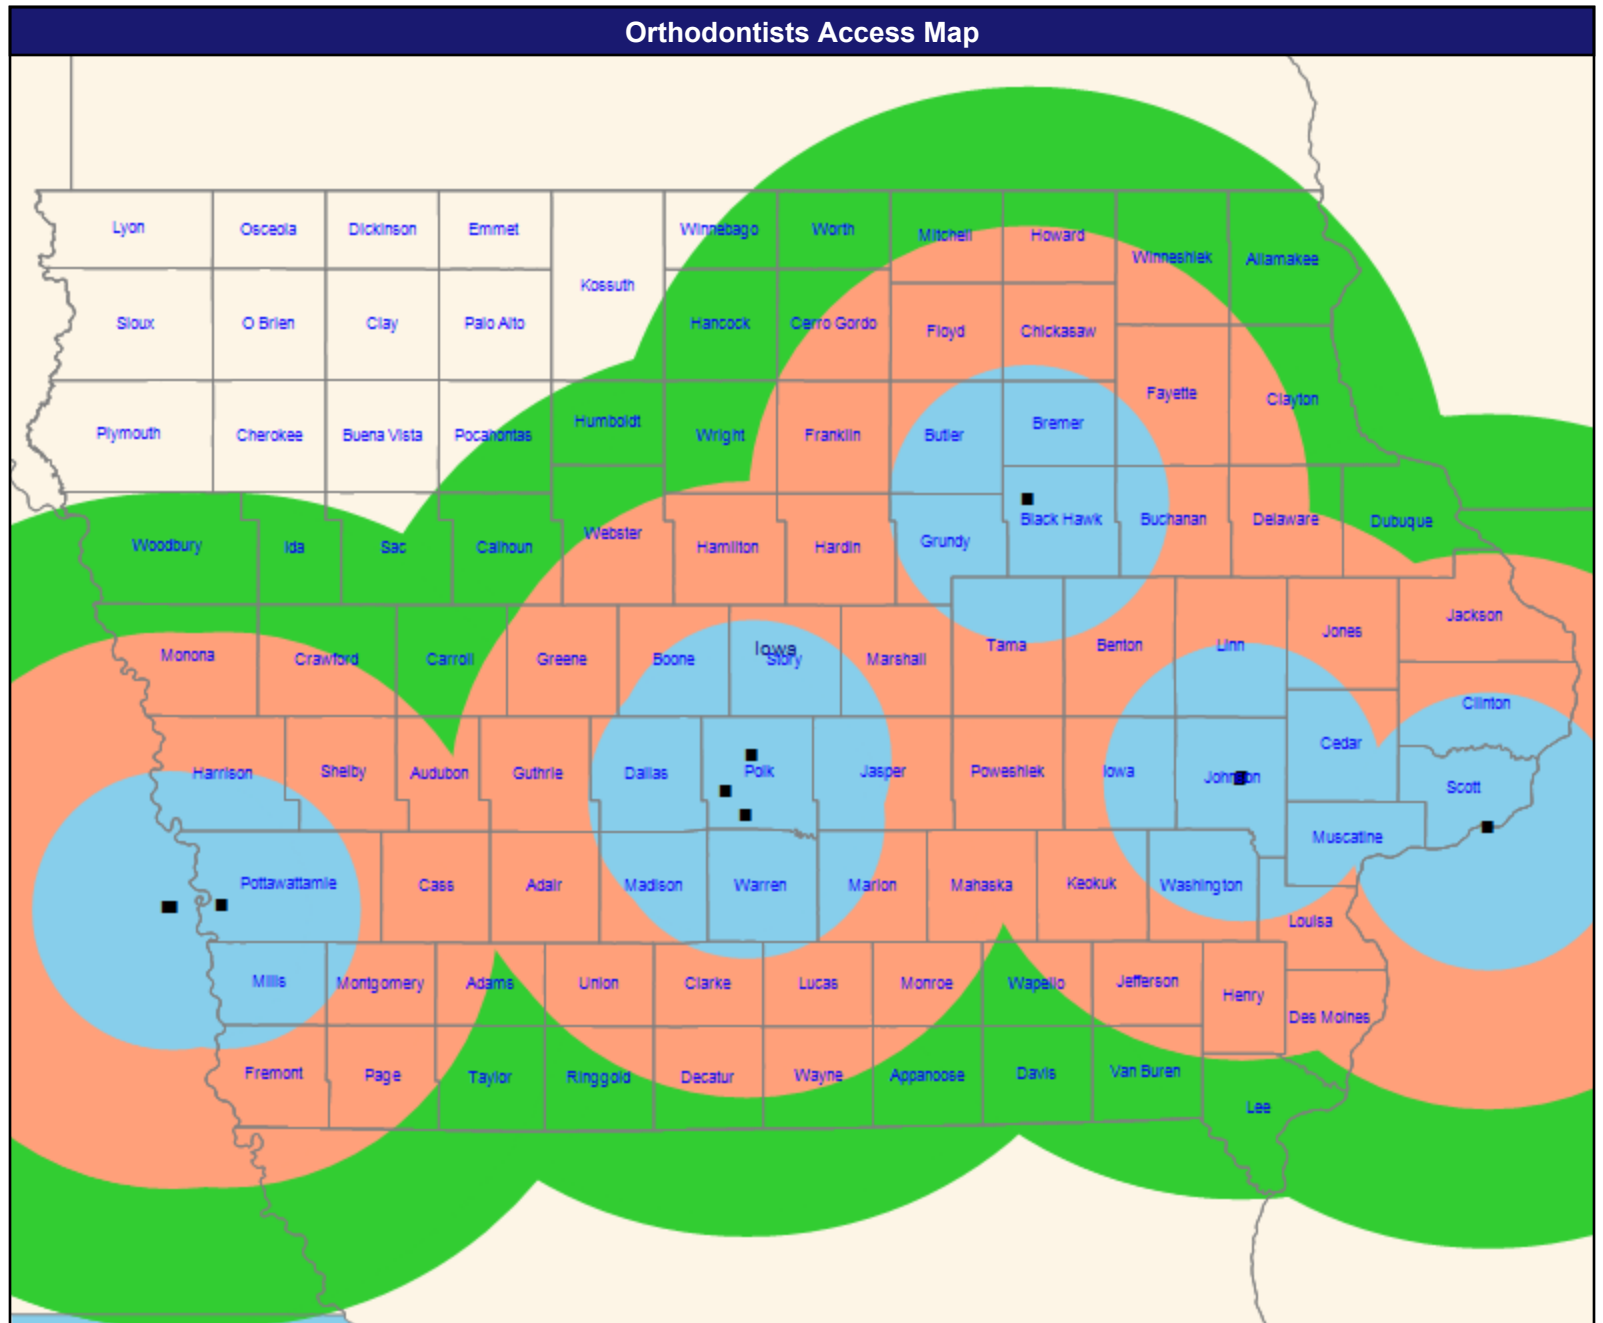 Orthodontists Access Map
Lyon
Osceola
Dickinson
Emmet
Winnebago
Worth
Mitchell
Howard
Winneshiek
Allamakee
Kossuth
Sioux
O Brien
Clay
Palo Alto
Hancock
Cerro Gordo
Floyd
Chickasaw
Plymouth
Cherokee
Buena Vista
Pocahontas
Humboldt
Wright
Franklin
Butler
Bremer
Fayette
Clayton
Woodbury
Ida
Sac
Calhoun
Webster
Hamilton
Hardin
Grundy
Black Hawk
Buchanan
Delaware
Dubuque
Monona
Crawford
Carroll
Greene
Boone
Iowa
Story
Marshall
Tama
Benton
Linn
Jones
Jackson
Clinton
Harrison
Shelby
Audubon
Guthrie
Dallas
Polk
Jasper
Poweshiek
Iowa
Johnson
Cedar
Scott
Muscatine
Pottawattamie
Cass
Adair
Madison
Warren
Marion
Mahaska
Keokuk
Washington
Louisa
Mills
Montgomery
Adams
Union
Clarke
Lucas
Monroe
Wapello
Jefferson
Henry
Des Moines
Fremont
Page
Taylor
Ringgold
Decatur
Wayne
Appanoose
Davis
Van Buren
Lee